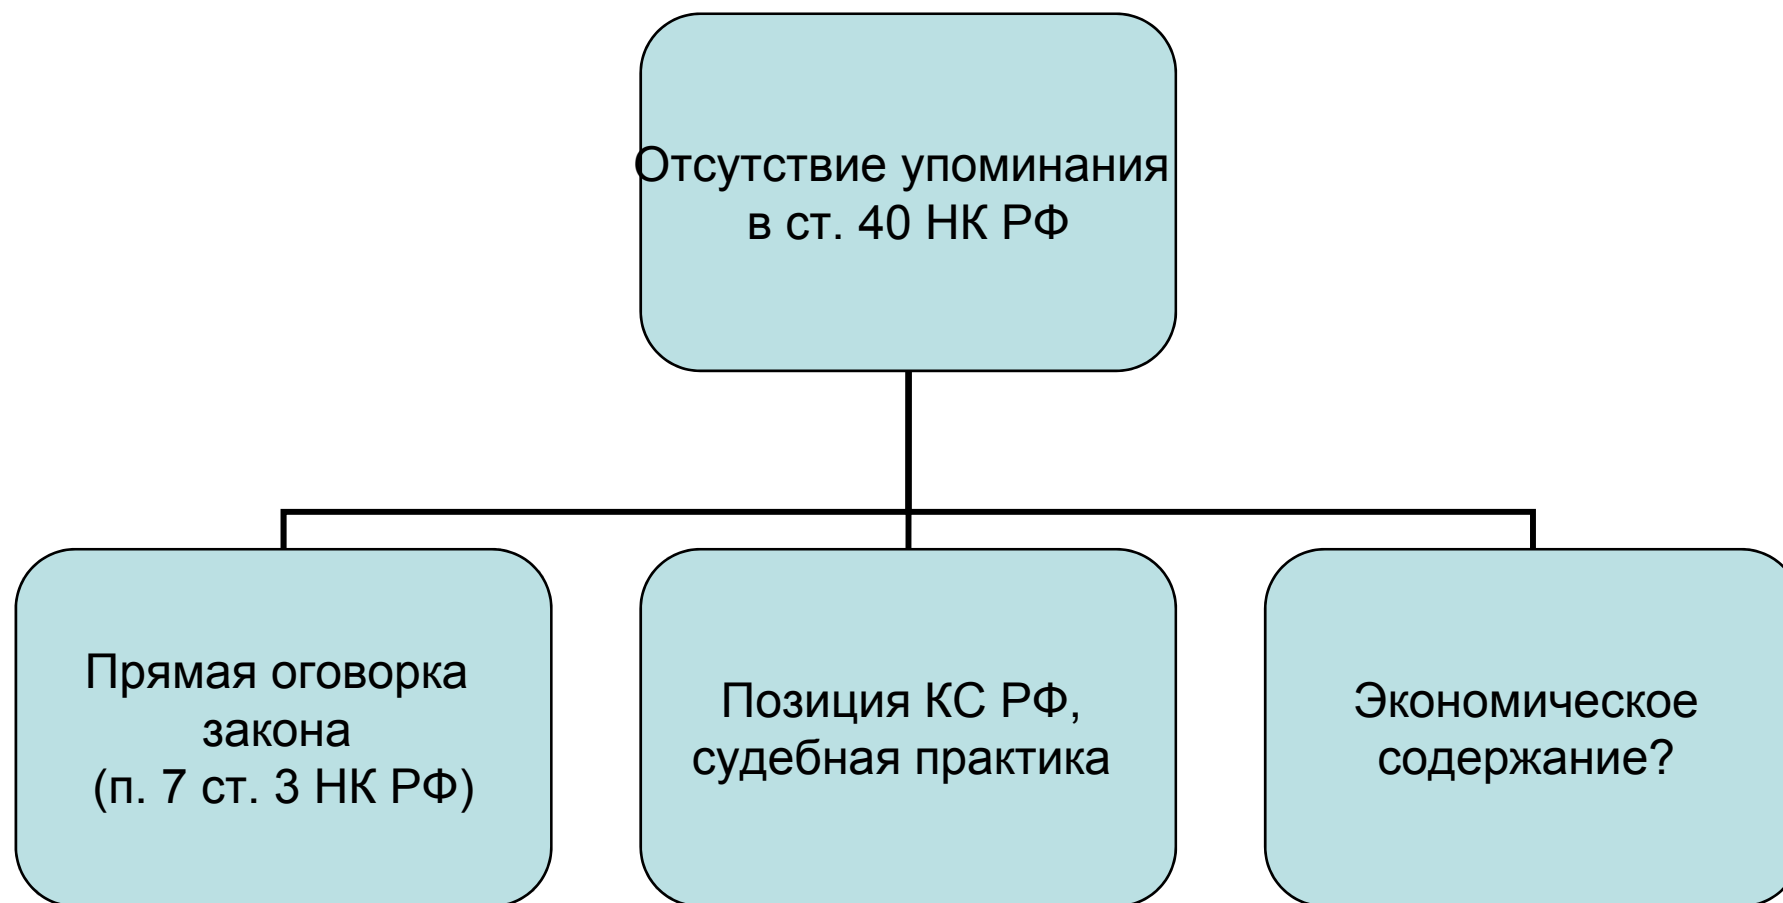 Отсутствие упоминания
в ст. 40 НК РФ
Прямая оговорка
закона
(п. 7 ст. 3 НК РФ)
Позиция КС РФ,
судебная практика
Экономическое
содержание?